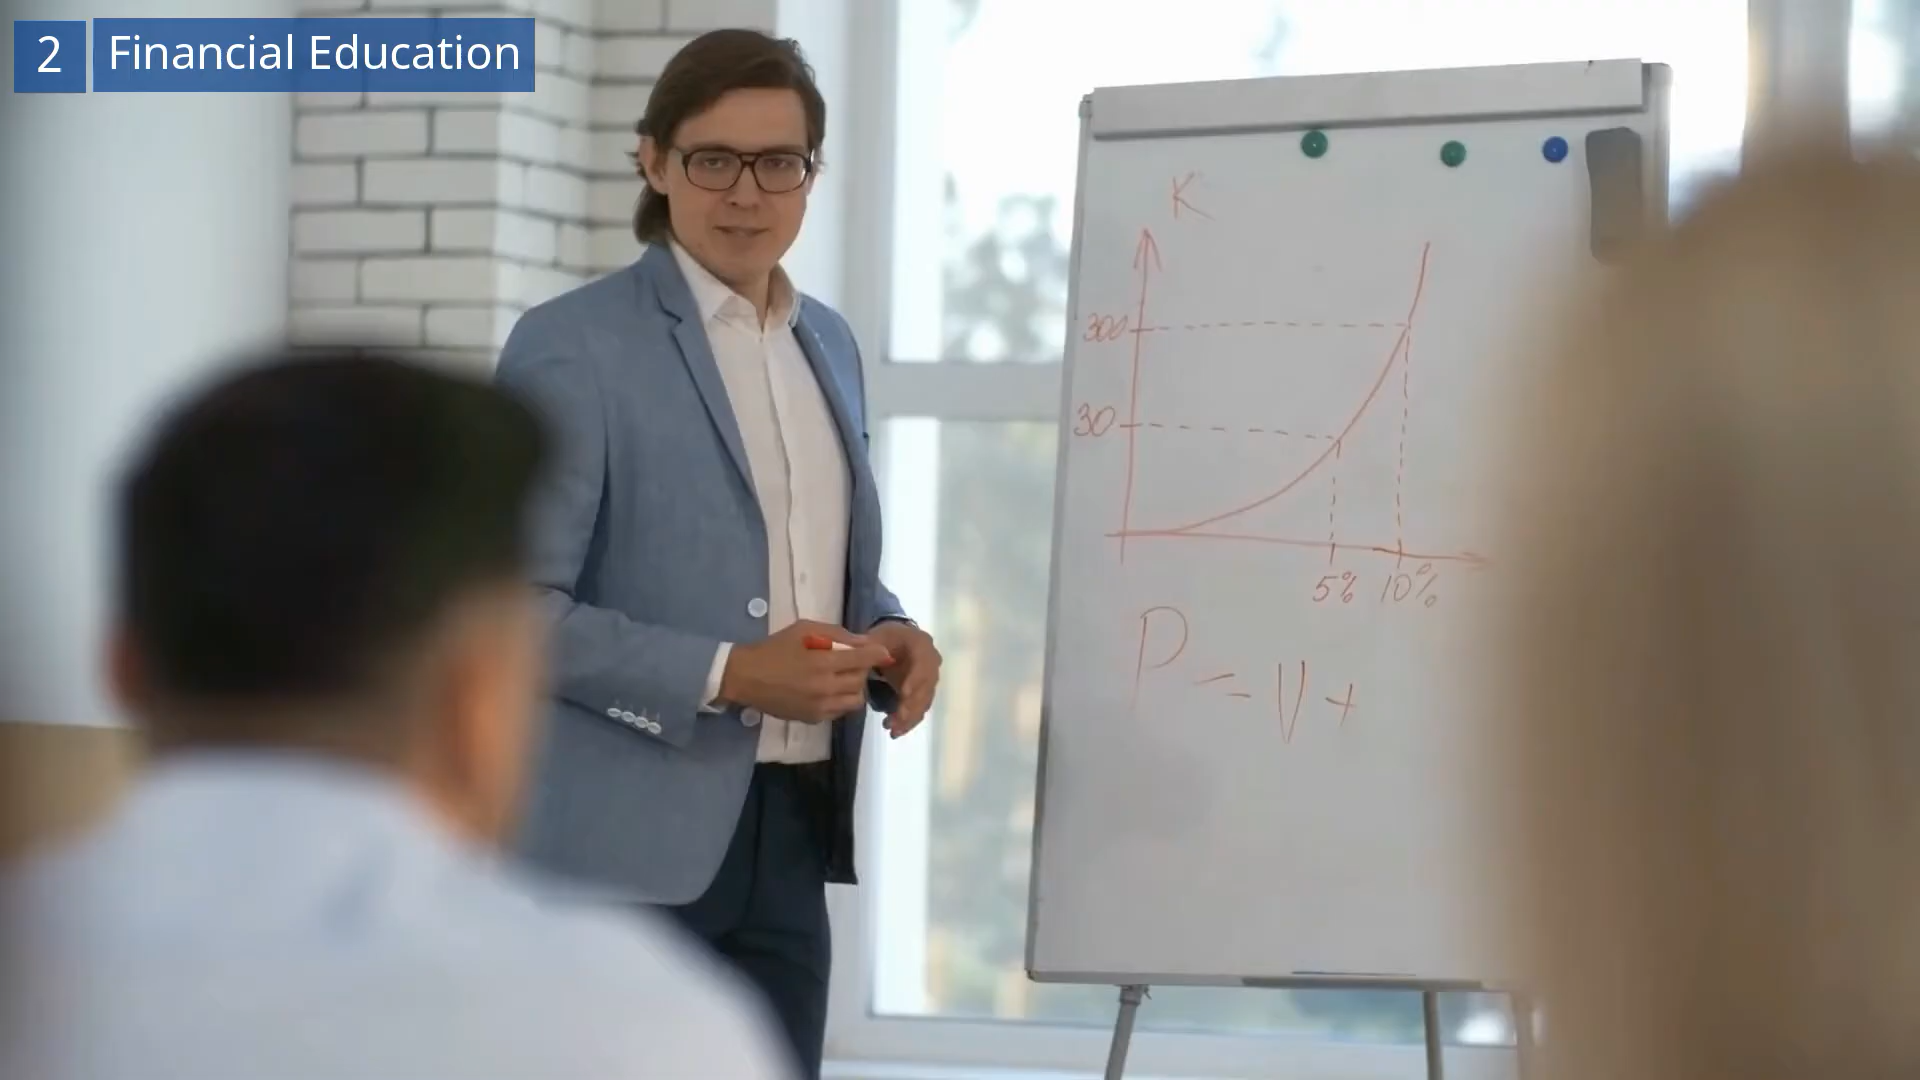 2 Financial Education
K
300
30
5% 10%
P = V +